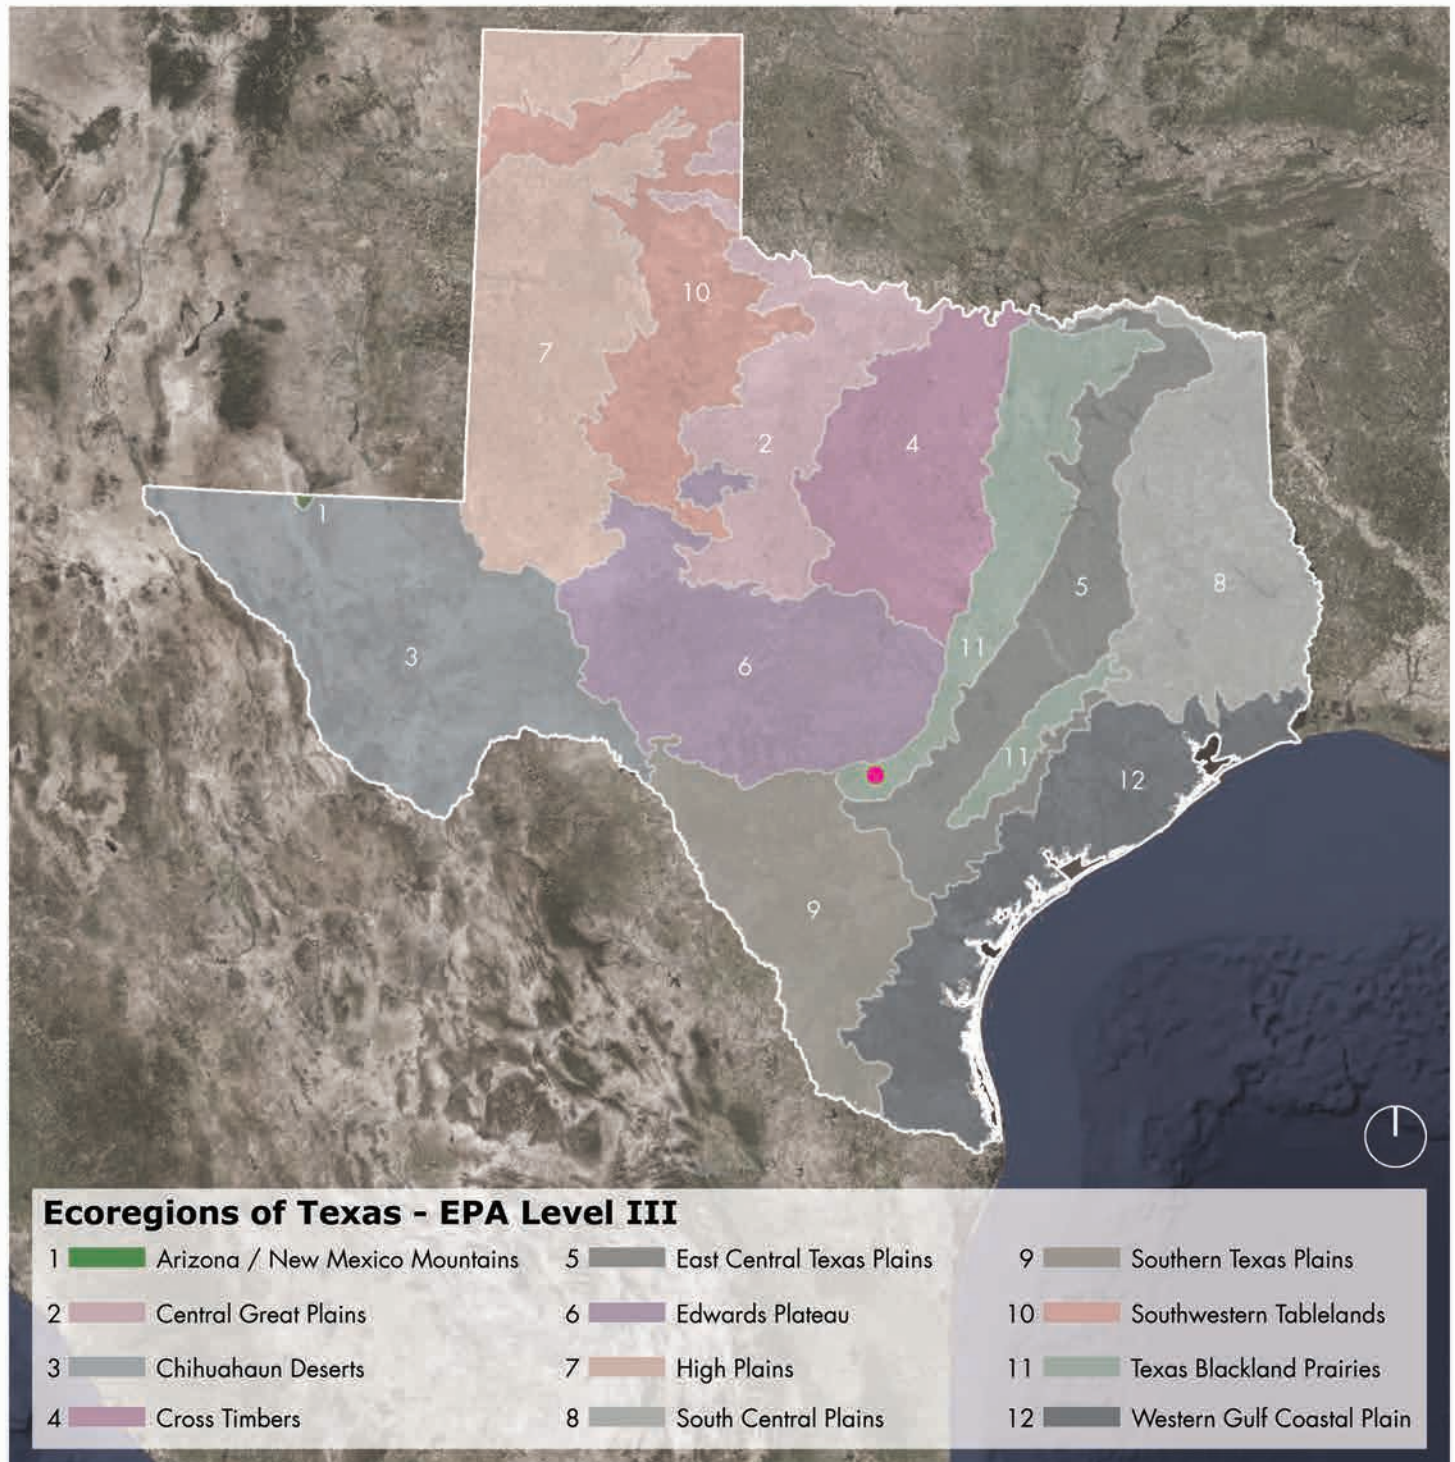 10
7
2
4
1
5
8
3
11
6
11
12
9
Ecoregions of Texas - EPA Level III
1 Arizona / New Mexico Mountains
2 Central Great Plains
3 Chihuahaun Deserts
4 Cross Timbers
5 East Central Texas Plains
6 Edwards Plateau
7 High Plains
8 South Central Plains
9 Southern Texas Plains
10 Southwestern Tablelands
11 Texas Blackland Prairies
12 Western Gulf Coastal Plain